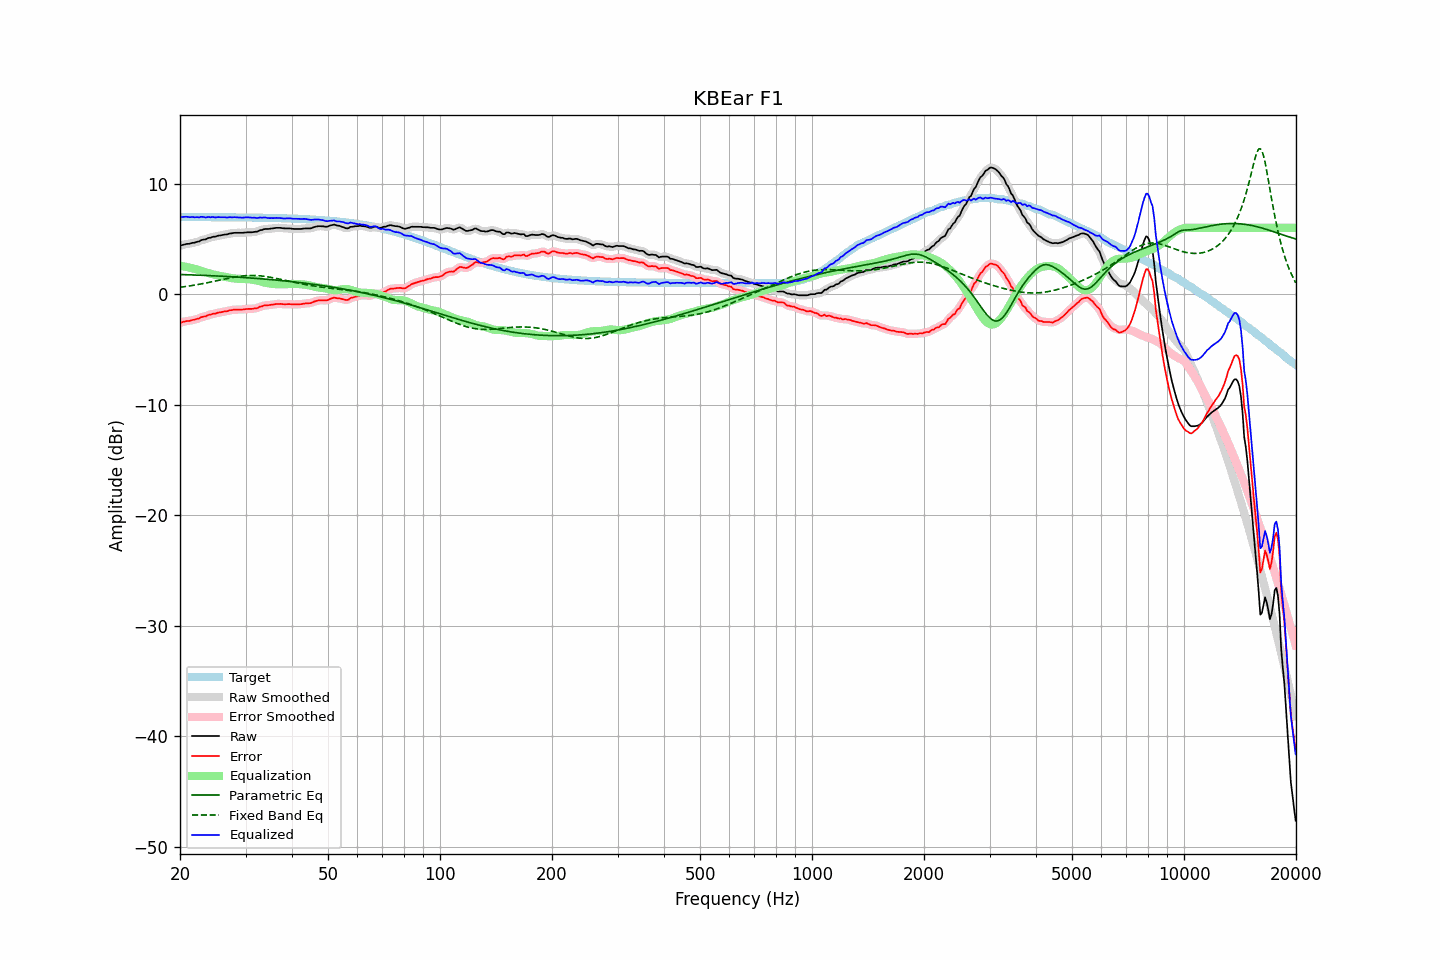 KBEar F1
Amplitude (dBr)
10
0
−10
−20
−30
−40
−50
Target
Raw Smoothed
Error Smoothed
Raw
Error
Equalization
Parametric Eq
Fixed Band Eq
Equalized
20 50 100 200 500 1000 2000 5000 10000 20000
Frequency (Hz)